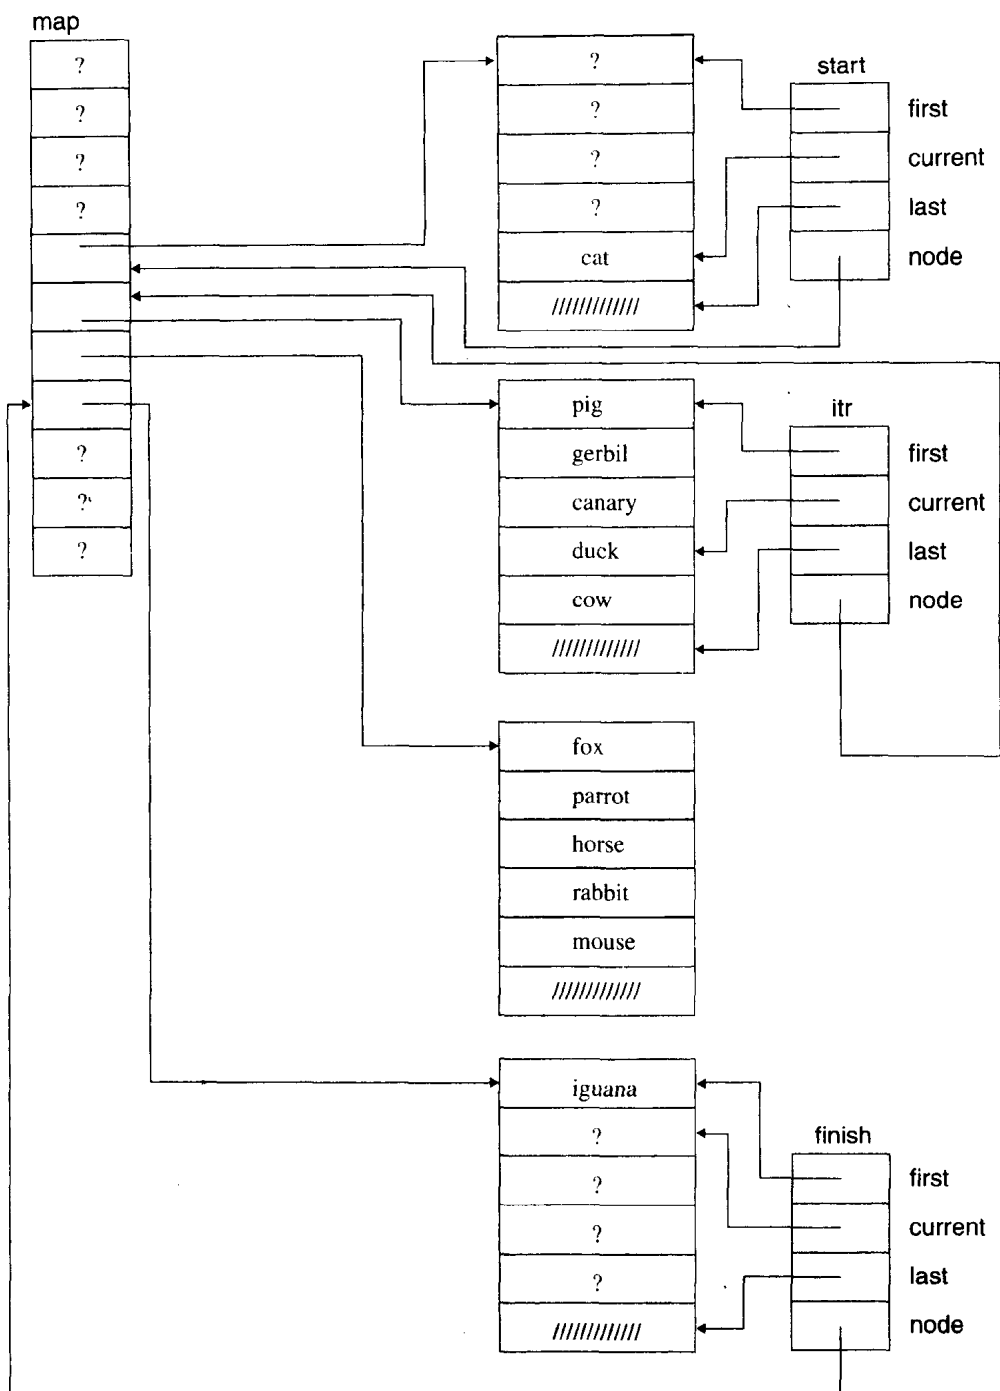 map
?
?
?
?
?
?
?
?
?
?
?
cat
/////////////
start
first
current
last
node
pig
gerbil
canary
duck
cow
/////////////
itr
first
current
last
node
fox
parrot
horse
rabbit
mouse
/////////////
iguana
?
?
?
?
/////////////
finish
first
current
last
node